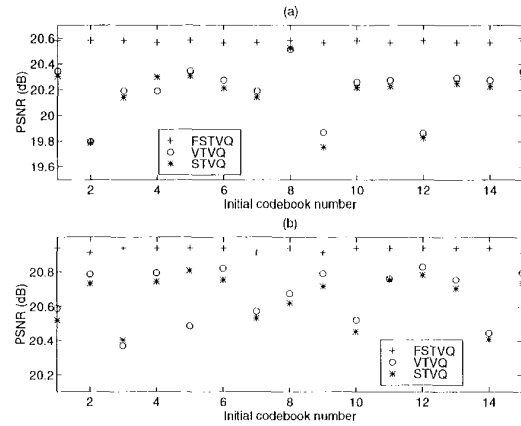 (a)
20.6
20.4
20.2
20
19.8
19.6
PSNR (dB)
+ FSTVQ
o VTVQ
* STVQ
2 4 6 8 10 12 14
Initial codebook number
(b)
20.8
20.6
20.4
20.2
PSNR (dB)
+ FSTVQ
o VTVQ
* STVQ
2 4 6 8 10 12 14
Initial codebook number